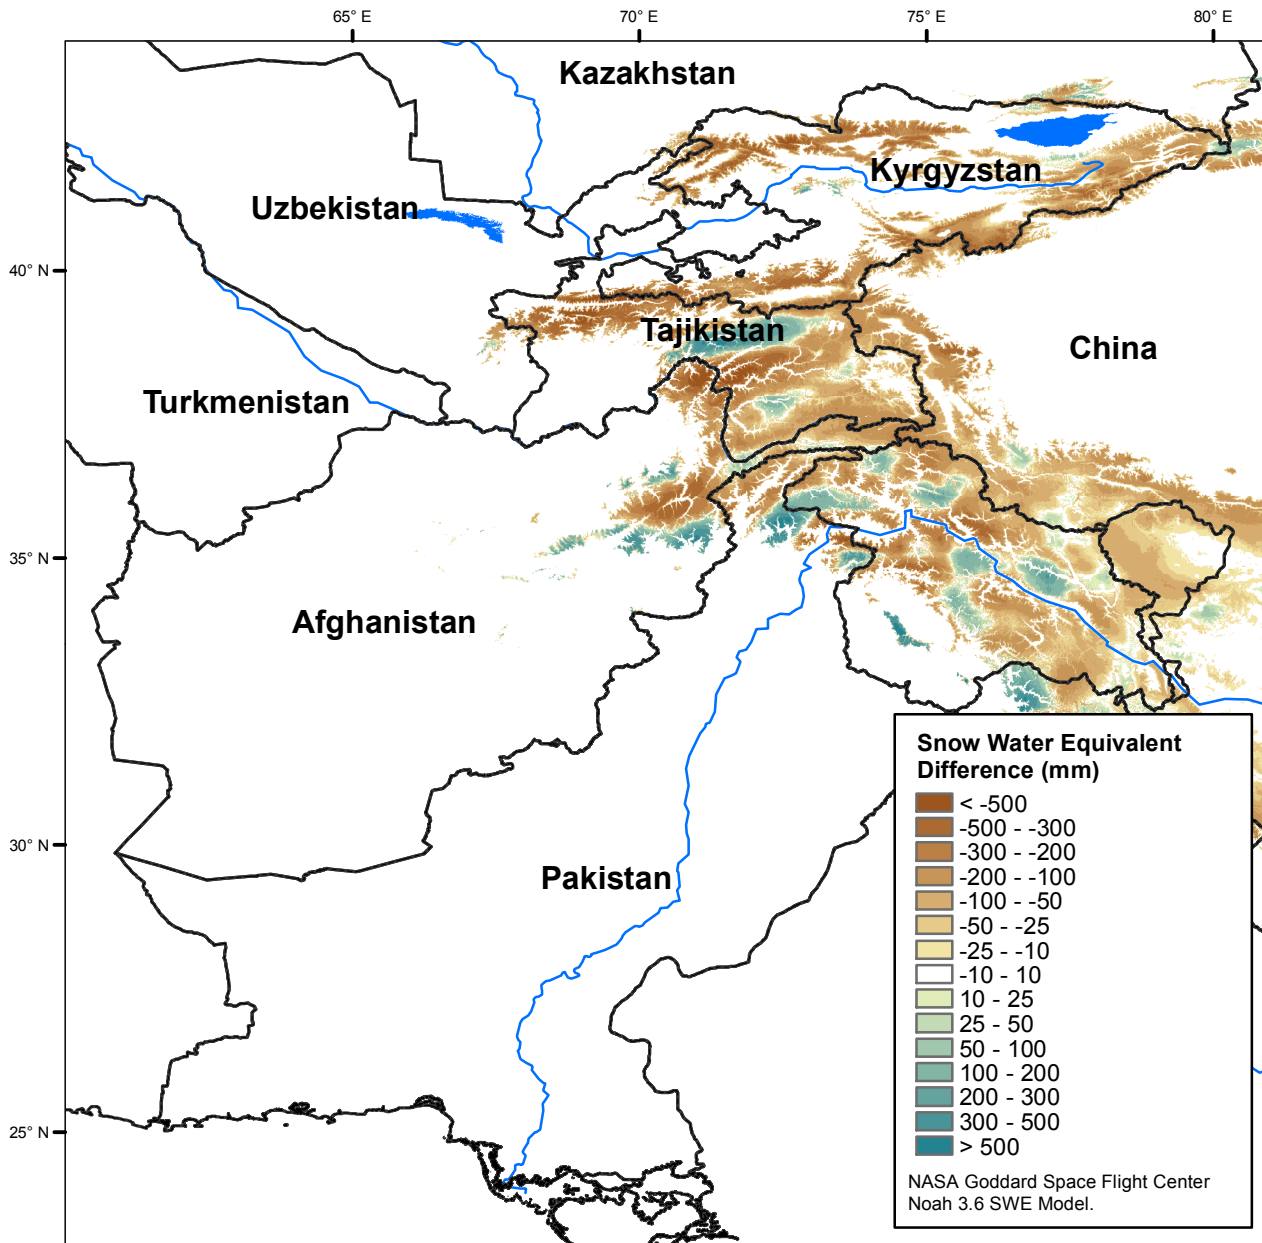 65° E
70° E
75° E
80° E
Kazakhstan
Kyrgyzstan
Uzbekistan
40° N
Tajikistan
China
Turkmenistan
35° N
Afghanistan
Snow Water Equivalent
Difference (mm)
< -500
-500 - -300
-300 - -200
30° N
-200 - -100
Pakistan
-100 - -50
-50 - -25
-25 - -10
-10 - 10
10 - 25
25 - 50
50 - 100
100 - 200
200 - 300
300 - 500
25° N
> 500
NASA Goddard Space Flight Center
Noah 3.6 SWE Model.